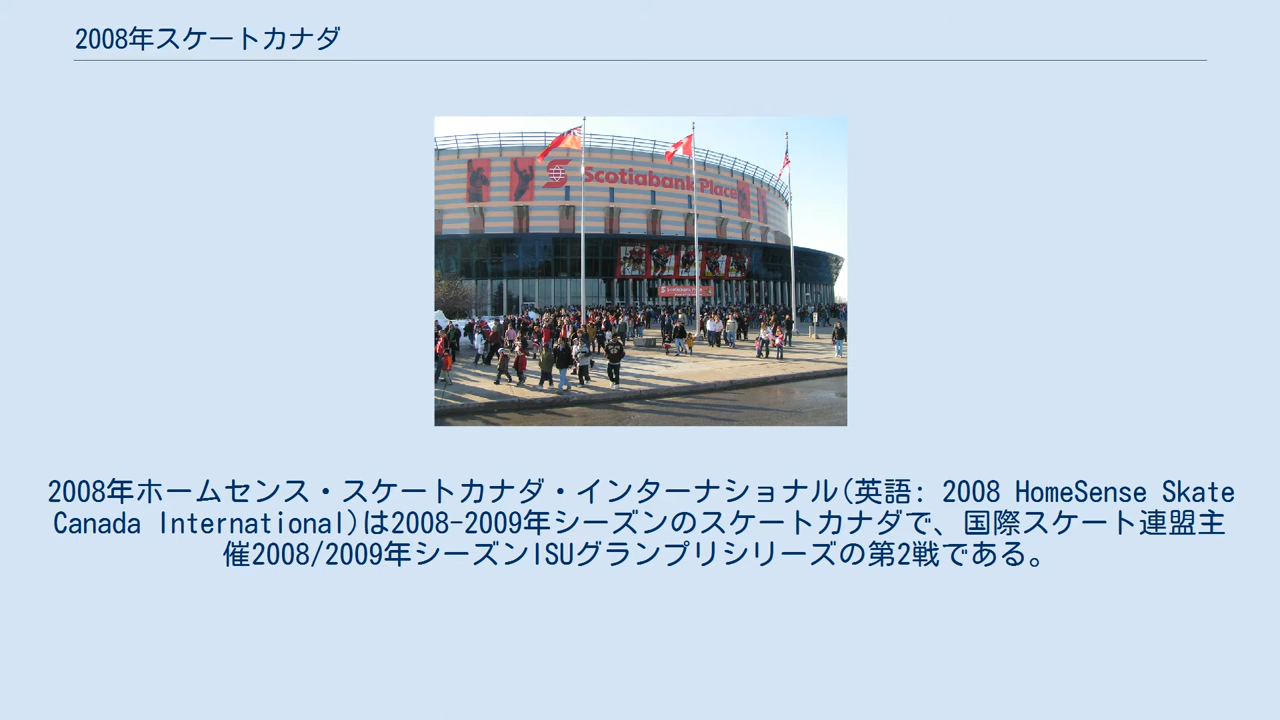 2008年スケートカナダ
Scotiabank Place
Scotiabank Place
2008年ホームセンス・スケートカナダ・インターナショナル(英語: 2008 HomeSense Skate
Canada International)は2008-2009年シーズンのスケートカナダで、国際スケート連盟主
催2008/2009年シーズンISUグランプリシリーズの第2戦である。